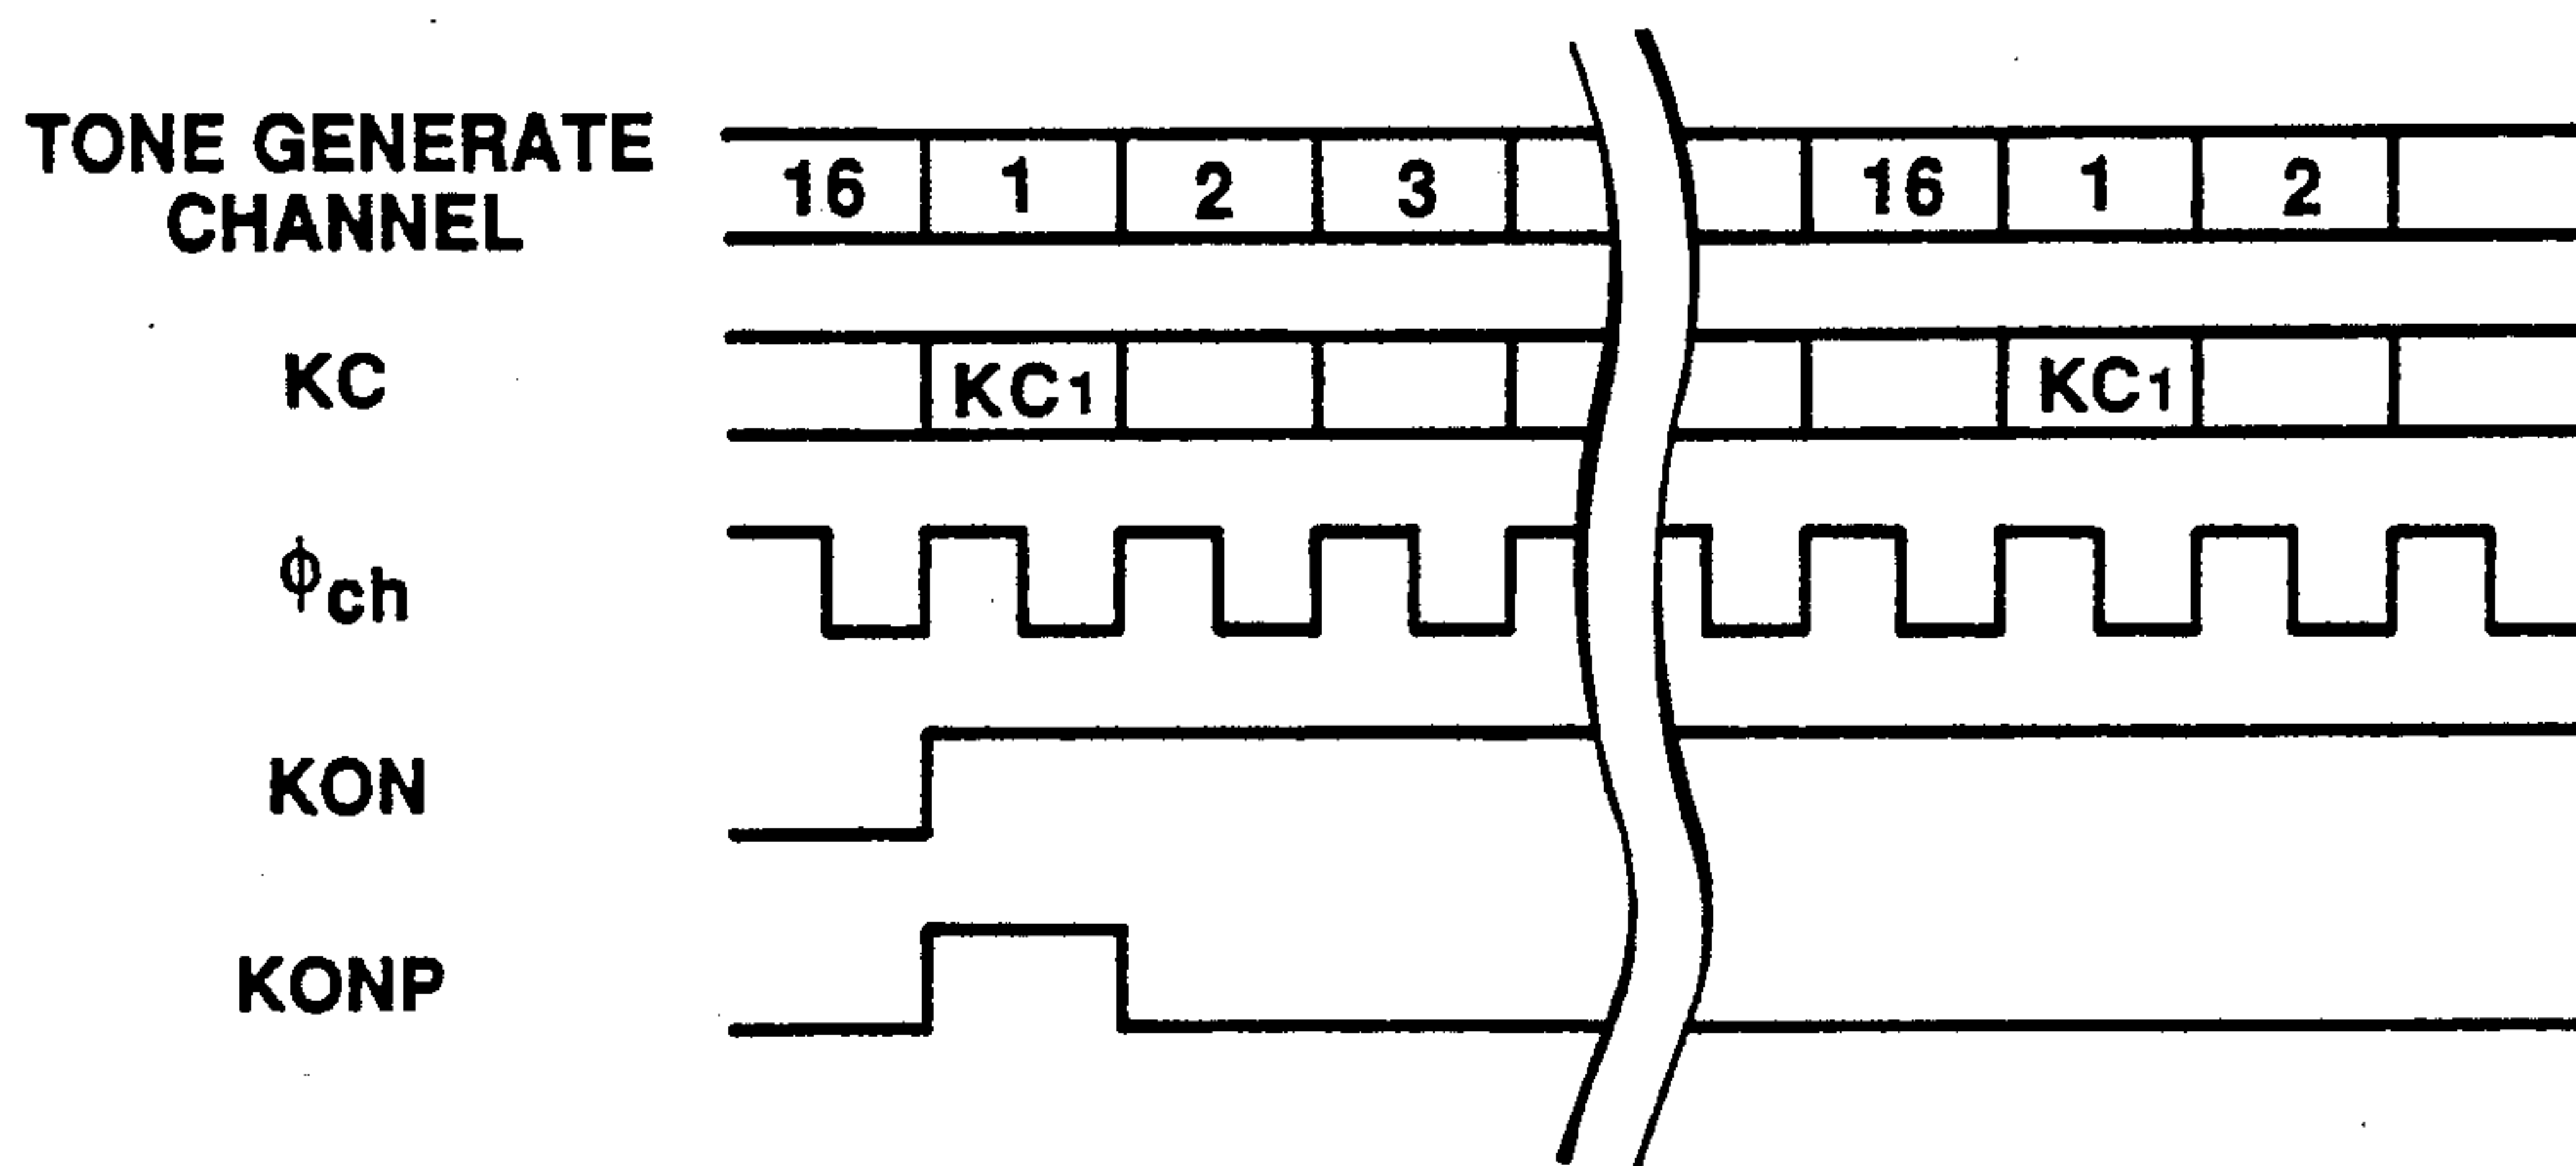 TONE GENERATE
CHANNEL
16 1 2 3 16 1 2
KC
KC1 KC1
ϕch
KON
KONP